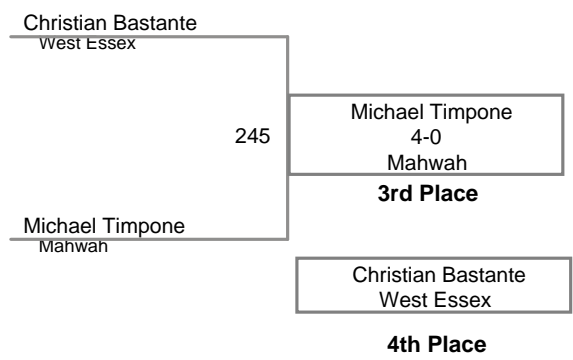 Christian Bastante
West Essex
245
Michael Timpone
4-0
Mahwah
3rd Place
Michael Timpone
Mahwah
Christian Bastante
West Essex
4th Place